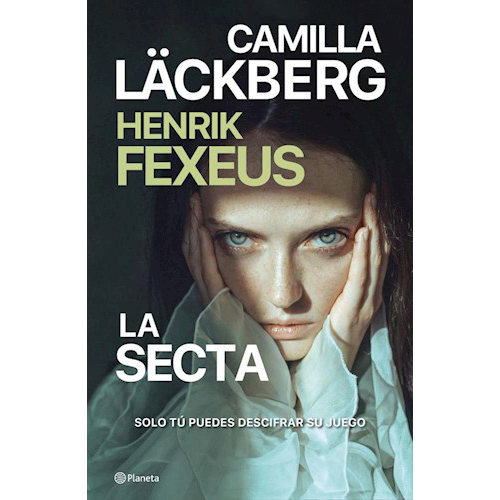 CAMILLA
LÄCKBERG
HENRIK
FEXEUS
LA
SECTA
SOLO TÚ PUEDES DESCIFRAR SU JUEGO
Planeta